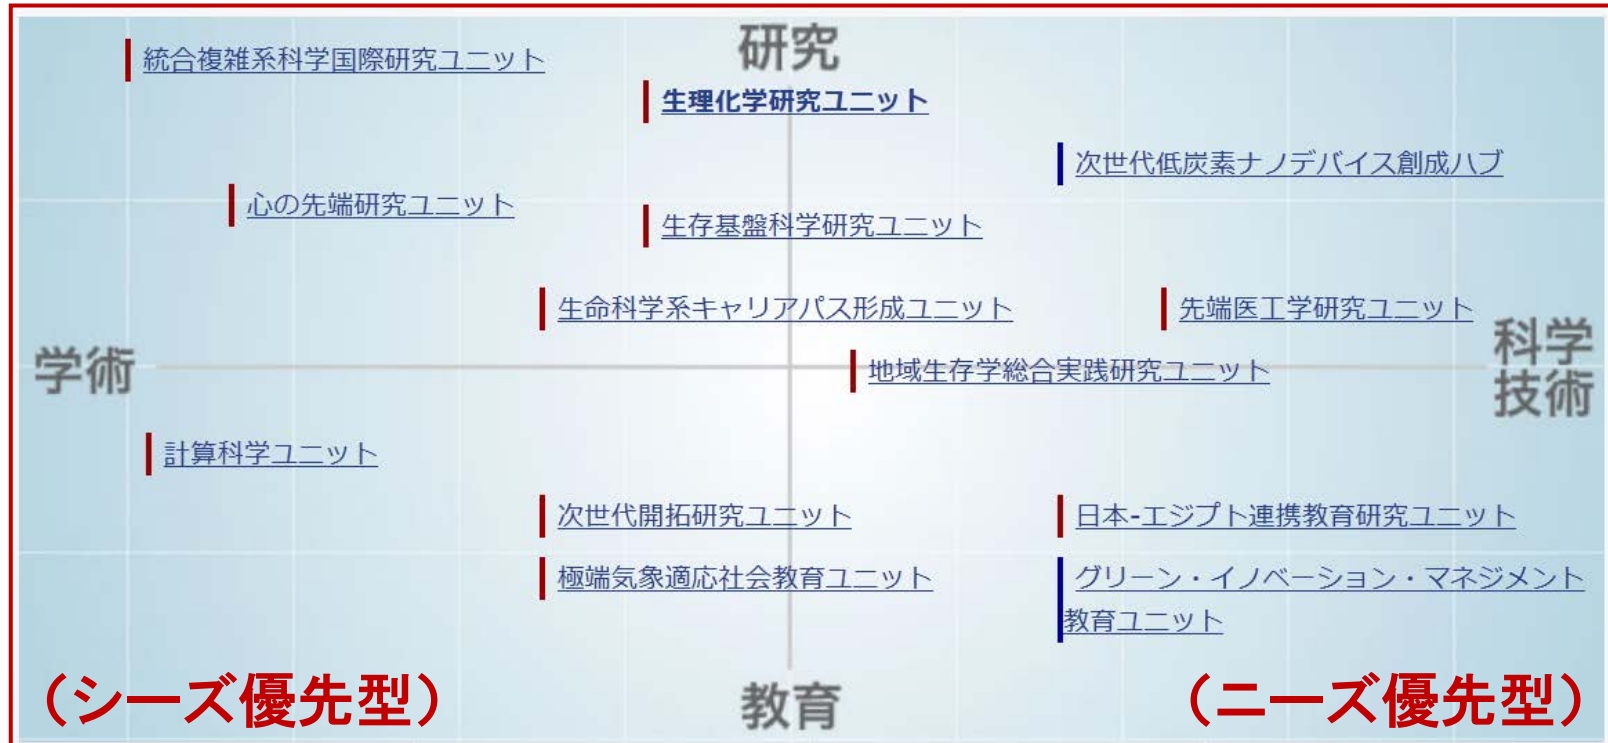 研究
統合複雑系科学国際研究ユニット
生理化学研究ユニット
次世代低炭素ナノデバイス創成ハブ
心の先端研究ユニット
生存基盤科学研究ユニット
生命科学系キャリアパス形成ユニット
先端医工学研究ユニット
学術
科学
技術
地域生存学総合実践研究ユニット
計算科学ユニット
次世代開拓研究ユニット
日本-エジプト連携教育研究ユニット
極端気象適応社会教育ユニット
グリーン・イノベーション・マネジメント
教育ユニット
（シーズ優先型）
教育
（ニーズ優先型）